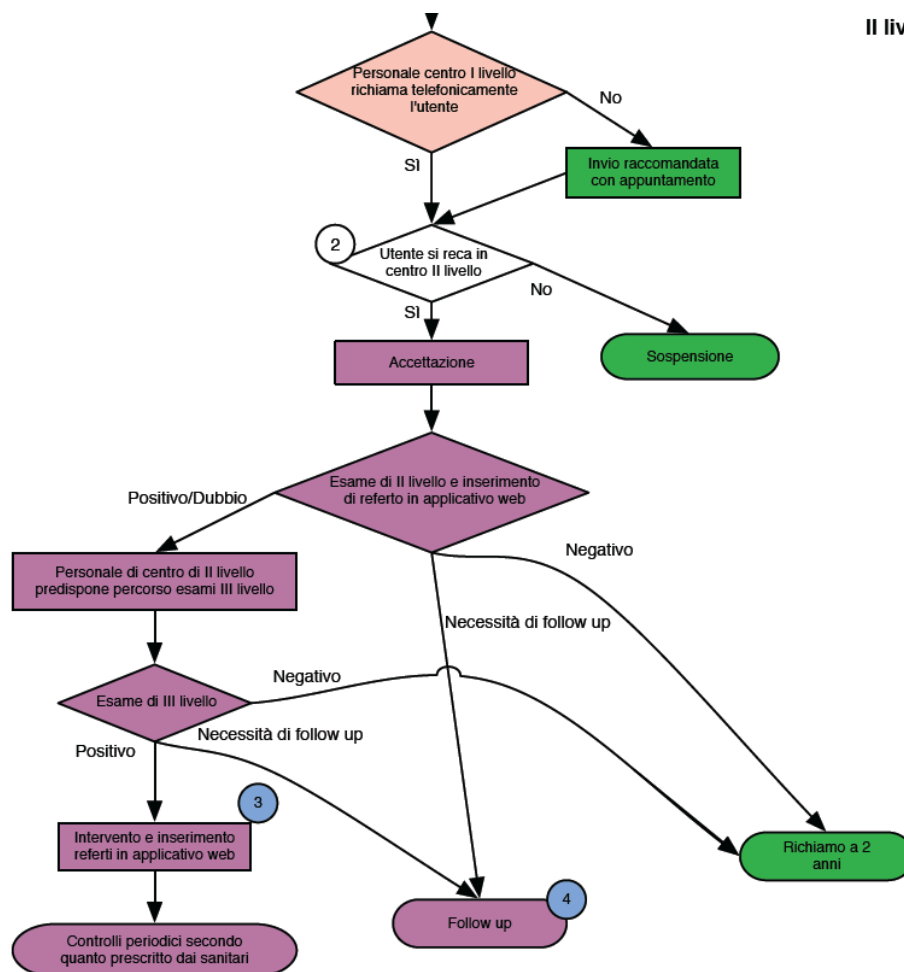 II liv
Personale centro I livello
richiama telefonicamente
l'utente
No
Sì
Invio raccomandata
con appuntamento
2
Utente si reca in
centro II livello
No
Sì
Sospensione
Accettazione
Esame di II livello e inserimento
di referto in applicativo web
Positivo/Dubbio
Negativo
Personale di centro di II livello
predispone percorso esami III livello
Necessità di follow up
Negativo
Esame di III livello
Necessità di follow up
Positivo
3
Intervento e inserimento
referti in applicativo web
Richiamo a 2
anni
4
Follow up
Controlli periodici secondo
quanto prescritto dai sanitari